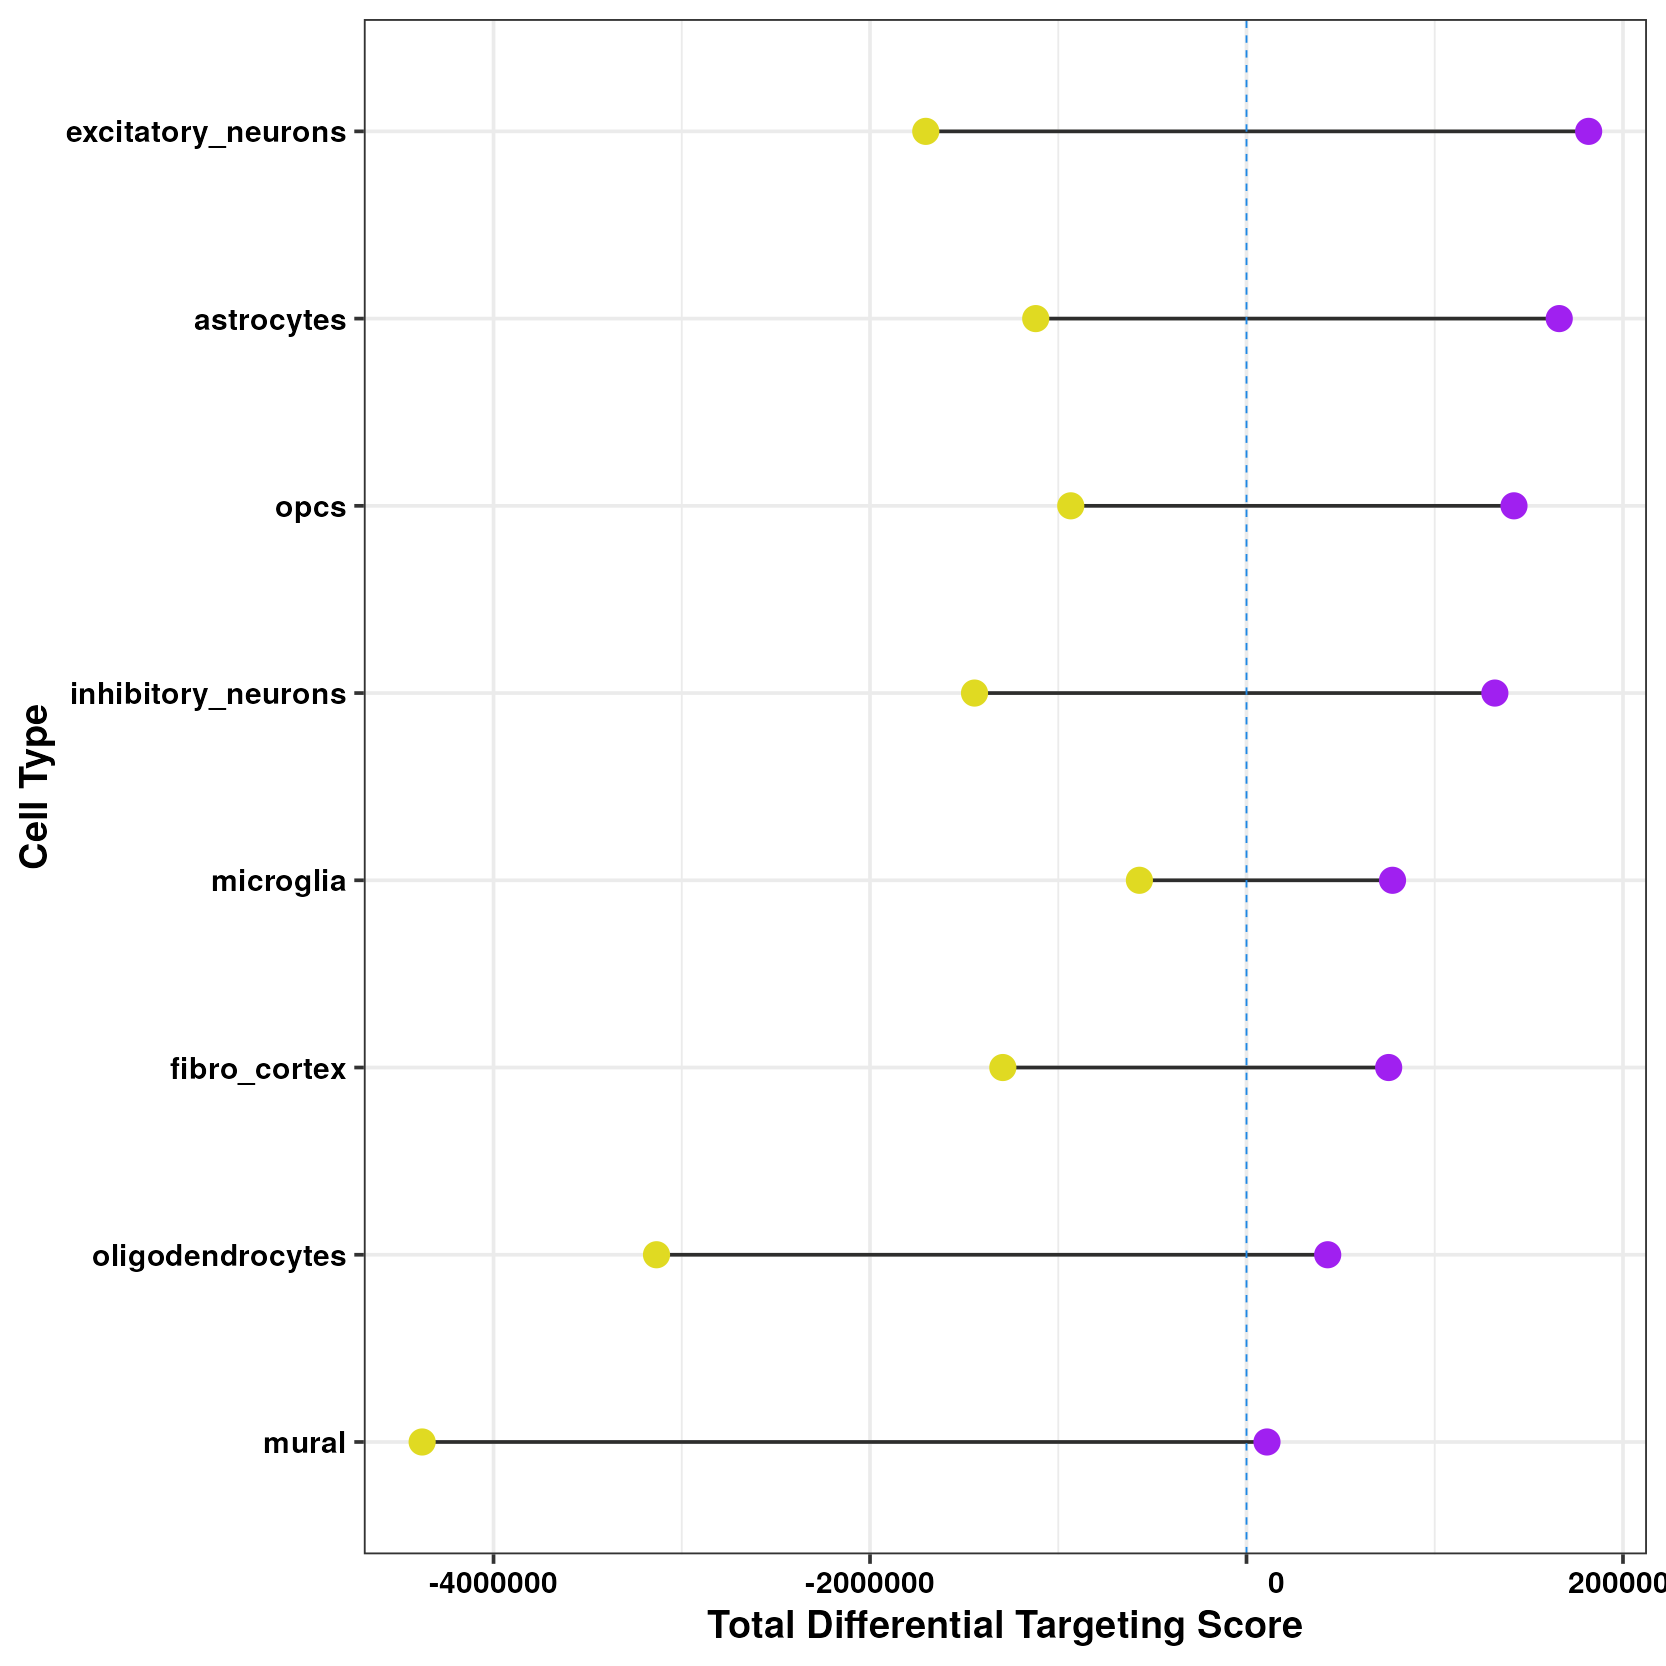 excitatory_neurons
astrocytes
opcs
inhibitory_neurons
microglia
fibro_cortex
oligodendrocytes
mural
Cell Type
-4000000 -2000000 0 200000
Total Differential Targeting Score